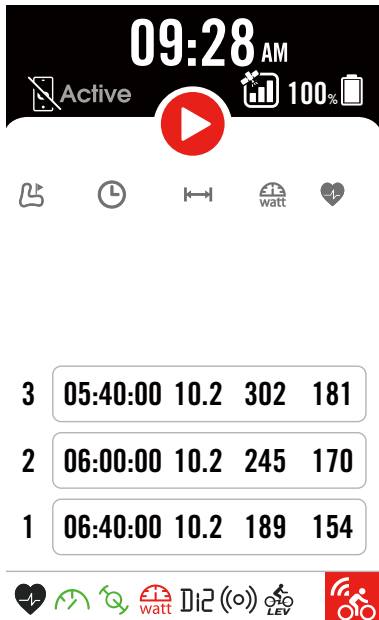 09:28 AM
Active 100%
watt
3 05:40:00 10.2 302 181
2 06:00:00 10.2 245 170
1 06:40:00 10.2 189 154
watt Di2 LEV